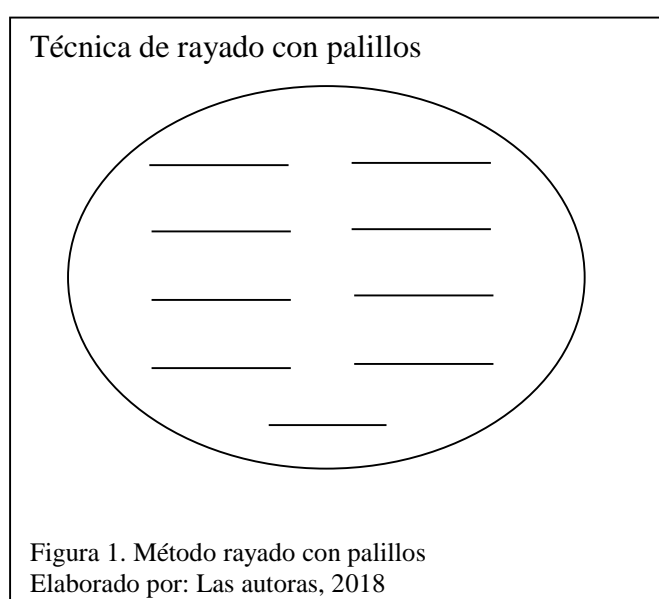 Técnica de rayado con palillos
Figura 1. Método rayado con palillos
Elaborado por: Las autoras, 2018